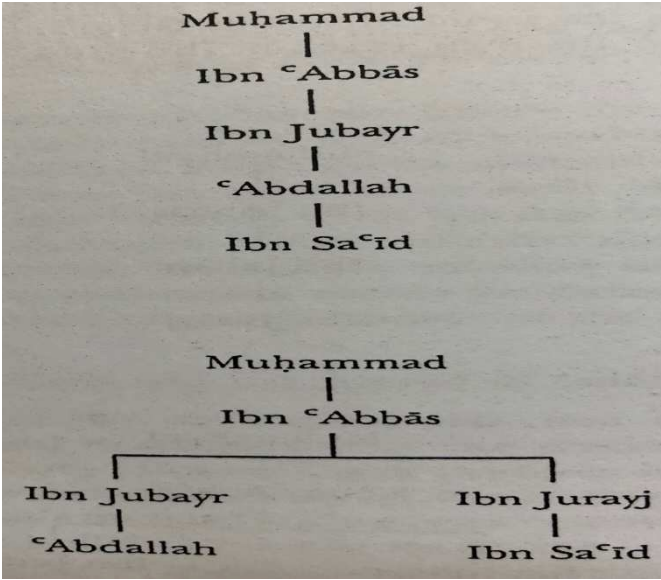 Muḥammad
Ibn ᶜAbbās
Ibn Jubayr
ᶜAbdallah
Ibn Saᶜīd
Muḥammad
Ibn ᶜAbbās
Ibn Jubayr Ibn Jurayj
ᶜAbdallah Ibn Saᶜīd